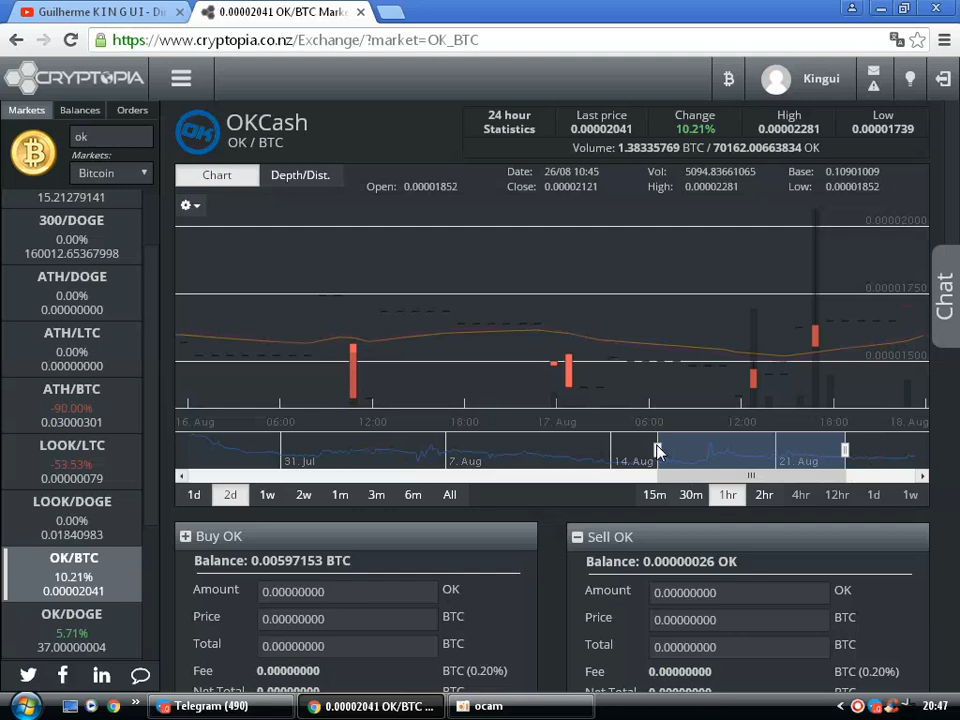 Guilherme K I N G U I - Di
0.00002041 OK/BTC Mark
https://www.cryptopia.co.nz/Exchange/?market=OK_BTC
CRYPTOPIA
Kingui
Markets
Balances
Orders
ok
Markets:
Bitcoin
15.21279141
300/DOGE
0.00%
160012.65367998
ATH/DOGE
0.00%
0.00000000
ATH/LTC
0.00%
0.00000000
ATH/BTC
-90.00%
0.03000301
LOOK/LTC
-53.53%
0.00000079
LOOK/DOGE
0.00%
0.01840983
OK/BTC
10.21%
0.00002041
OK/DOGE
5.71%
37.00000004
OK
OKCash
OK / BTC
24 hour Statistics
Last price 0.00002041
Change 10.21%
High 0.00002281
Low 0.00001739
Volume: 1.38335769 BTC / 70162.00663834 OK
Chart
Depth/Dist.
Date: 26/08 10:45 Vol: 5094.83661065 Base: 0.10901009
Open: 0.00001852 Close: 0.00002121 High: 0.00002281 Low: 0.00001852
0.00002000
0.00001750
0.00001500
16. Aug 06:00 12:00 18:00 17. Aug 06:00 12:00 18:00 18. Aug
31. Jul 7. Aug 14. Aug 21. Aug
1d 2d 1w 2w 1m 3m 6m All 15m 30m 1hr 2hr 4hr 12hr 1d 1w
Buy OK
Balance: 0.00597153 BTC
Amount 0.00000000 OK
Price 0.00000000 BTC
Total 0.00000000 BTC
Fee 0.00000000 BTC (0.20%)
Net Total
Sell OK
Balance: 0.00000026 OK
Amount 0.00000000 OK
Price 0.00000000 BTC
Total 0.00000000 BTC
Fee 0.00000000 BTC (0.20%)
Net Total
Chat
Telegram (490)
0.00002041 OK/BTC ...
ocam
20:47